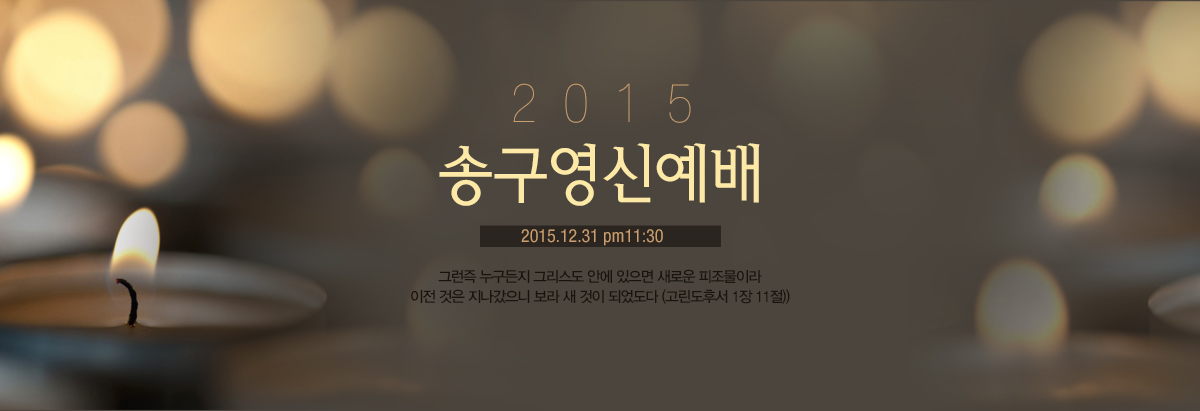 2015
송구영신예배
2015.12.31 pm11:30
그런즉 누구든지 그리스도 안에 있으면 새로운 피조물이라
이전 것은 지나갔으니 보라 새 것이 되었도다 (고린도후서 1장 11절))